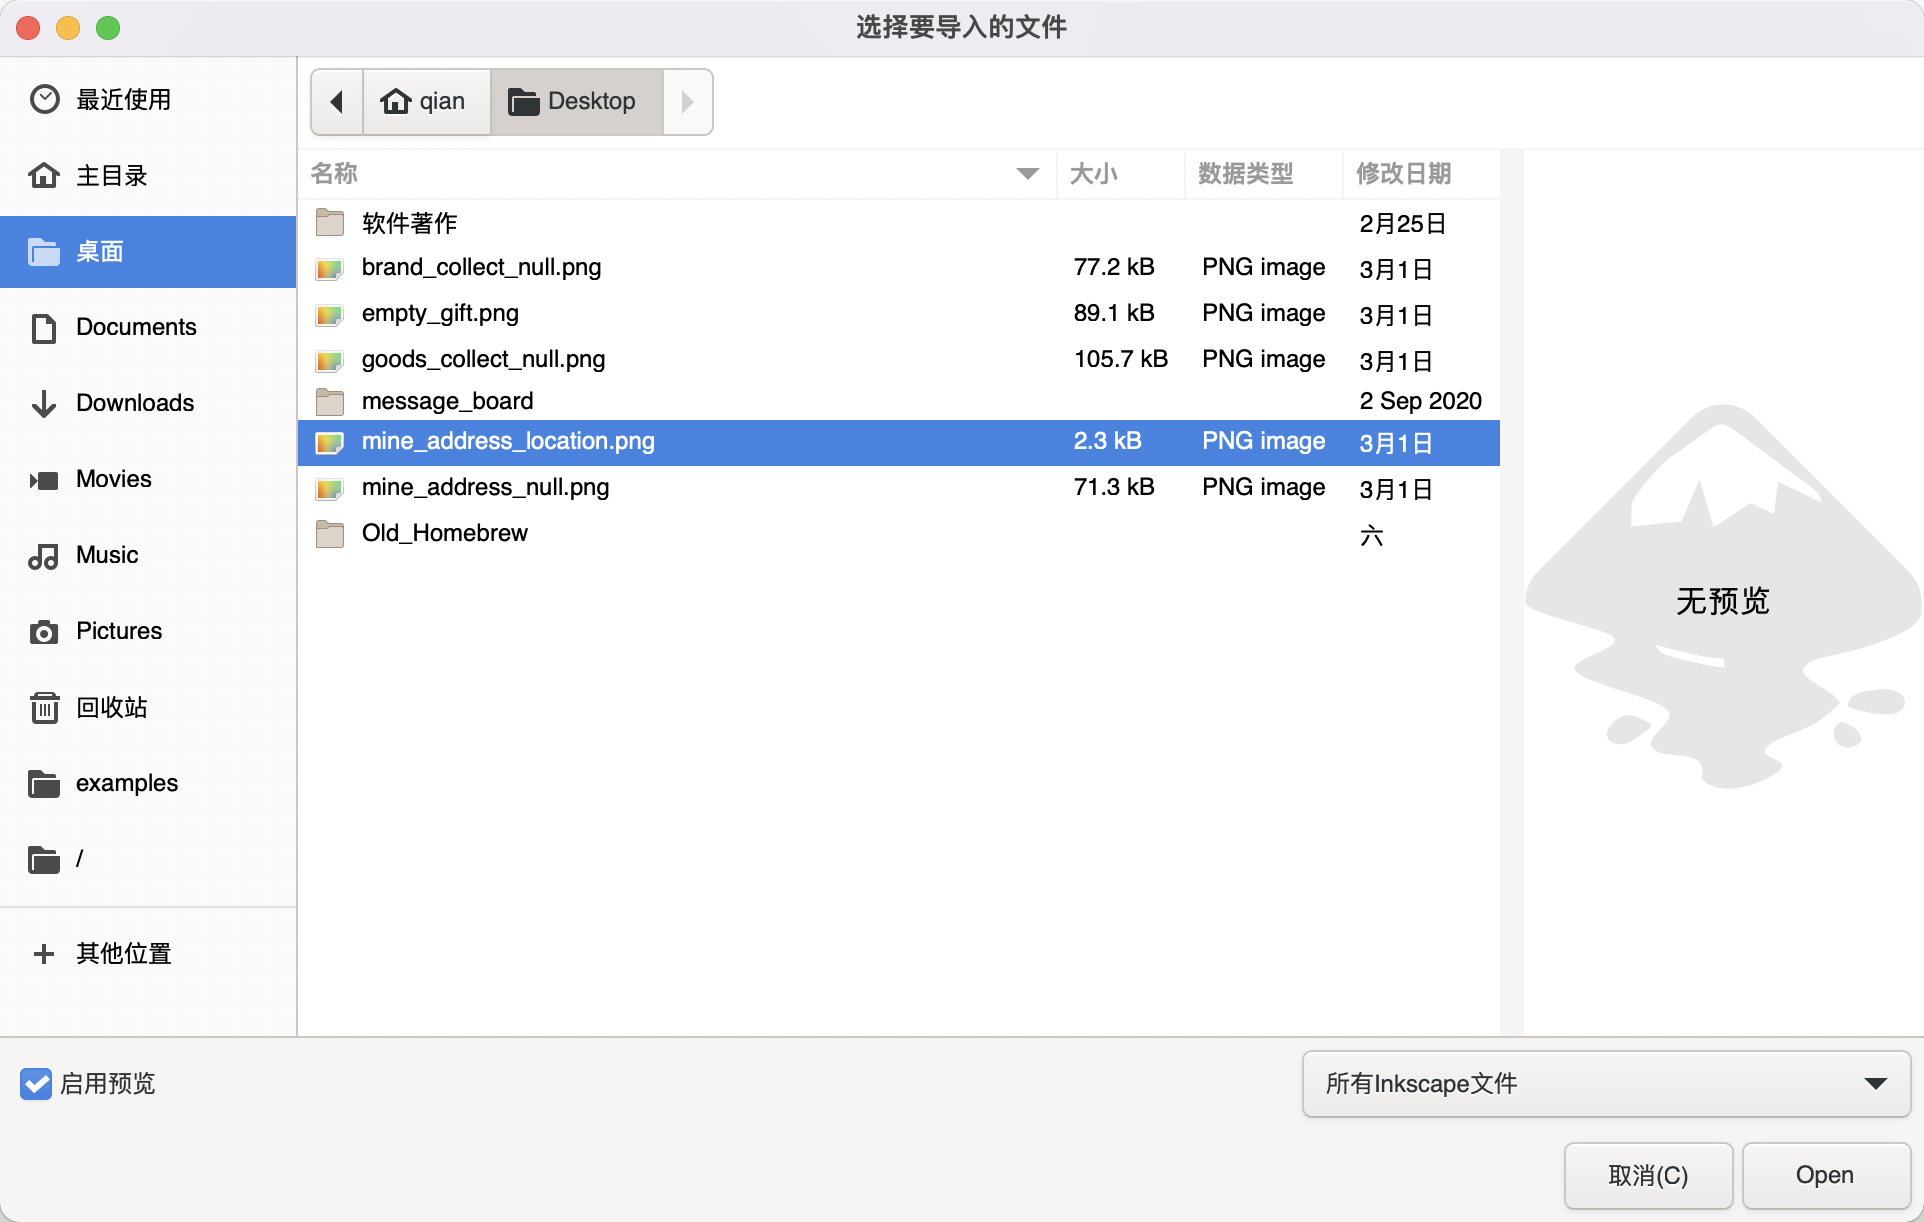 选择要导入的文件
最近使用
主目录
桌面
Documents
Downloads
Movies
Music
Pictures
回收站
examples
/
其他位置
qian Desktop
名称 大小 数据类型 修改日期
软件著作 2月25日
brand_collect_null.png 77.2 kB PNG image 3月1日
empty_gift.png 89.1 kB PNG image 3月1日
goods_collect_null.png 105.7 kB PNG image 3月1日
message_board 2 Sep 2020
mine_address_location.png 2.3 kB PNG image 3月1日
mine_address_null.png 71.3 kB PNG image 3月1日
Old_Homebrew 六
无预览
启用预览
所有Inkscape文件
取消(C) Open